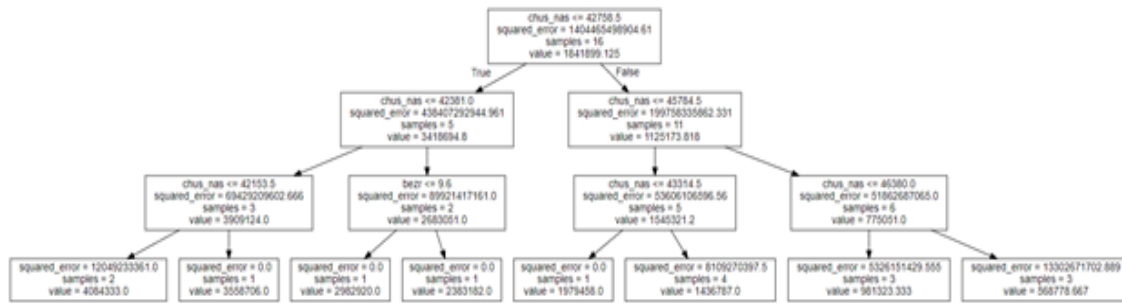 chus_nas <= 42758.5
squared_error = 1404465498904.61
samples = 16
value = 1841899.125
True
False
chus_nas <= 42381.0
squared_error = 438407292944.961
samples = 5
value = 3418694.8
chus_nas <= 45784.5
squared_error = 199758335862.331
samples = 11
value = 1125173.818
chus_nas <= 42153.5
squared_error = 69429209602.666
samples = 3
value = 3909124.0
bezr <= 9.6
squared_error = 89921417161.0
samples = 2
value = 2683051.0
chus_nas <= 43314.5
squared_error = 53606106596.56
samples = 5
value = 1545321.2
chus_nas <= 46380.0
squared_error = 51862687065.0
samples = 6
value = 775051.0
squared_error = 12049233361.0
samples = 2
value = 4084333.0
squared_error = 0.0
samples = 1
value = 3558706.0
squared_error = 0.0
samples = 1
value = 2982920.0
squared_error = 0.0
samples = 1
value = 2383182.0
squared_error = 0.0
samples = 1
value = 1979458.0
squared_error = 8109270397.5
samples = 4
value = 1436787.0
squared_error = 5326151429.555
samples = 3
value = 981323.333
squared_error = 13302671702.889
samples = 3
value = 568778.667